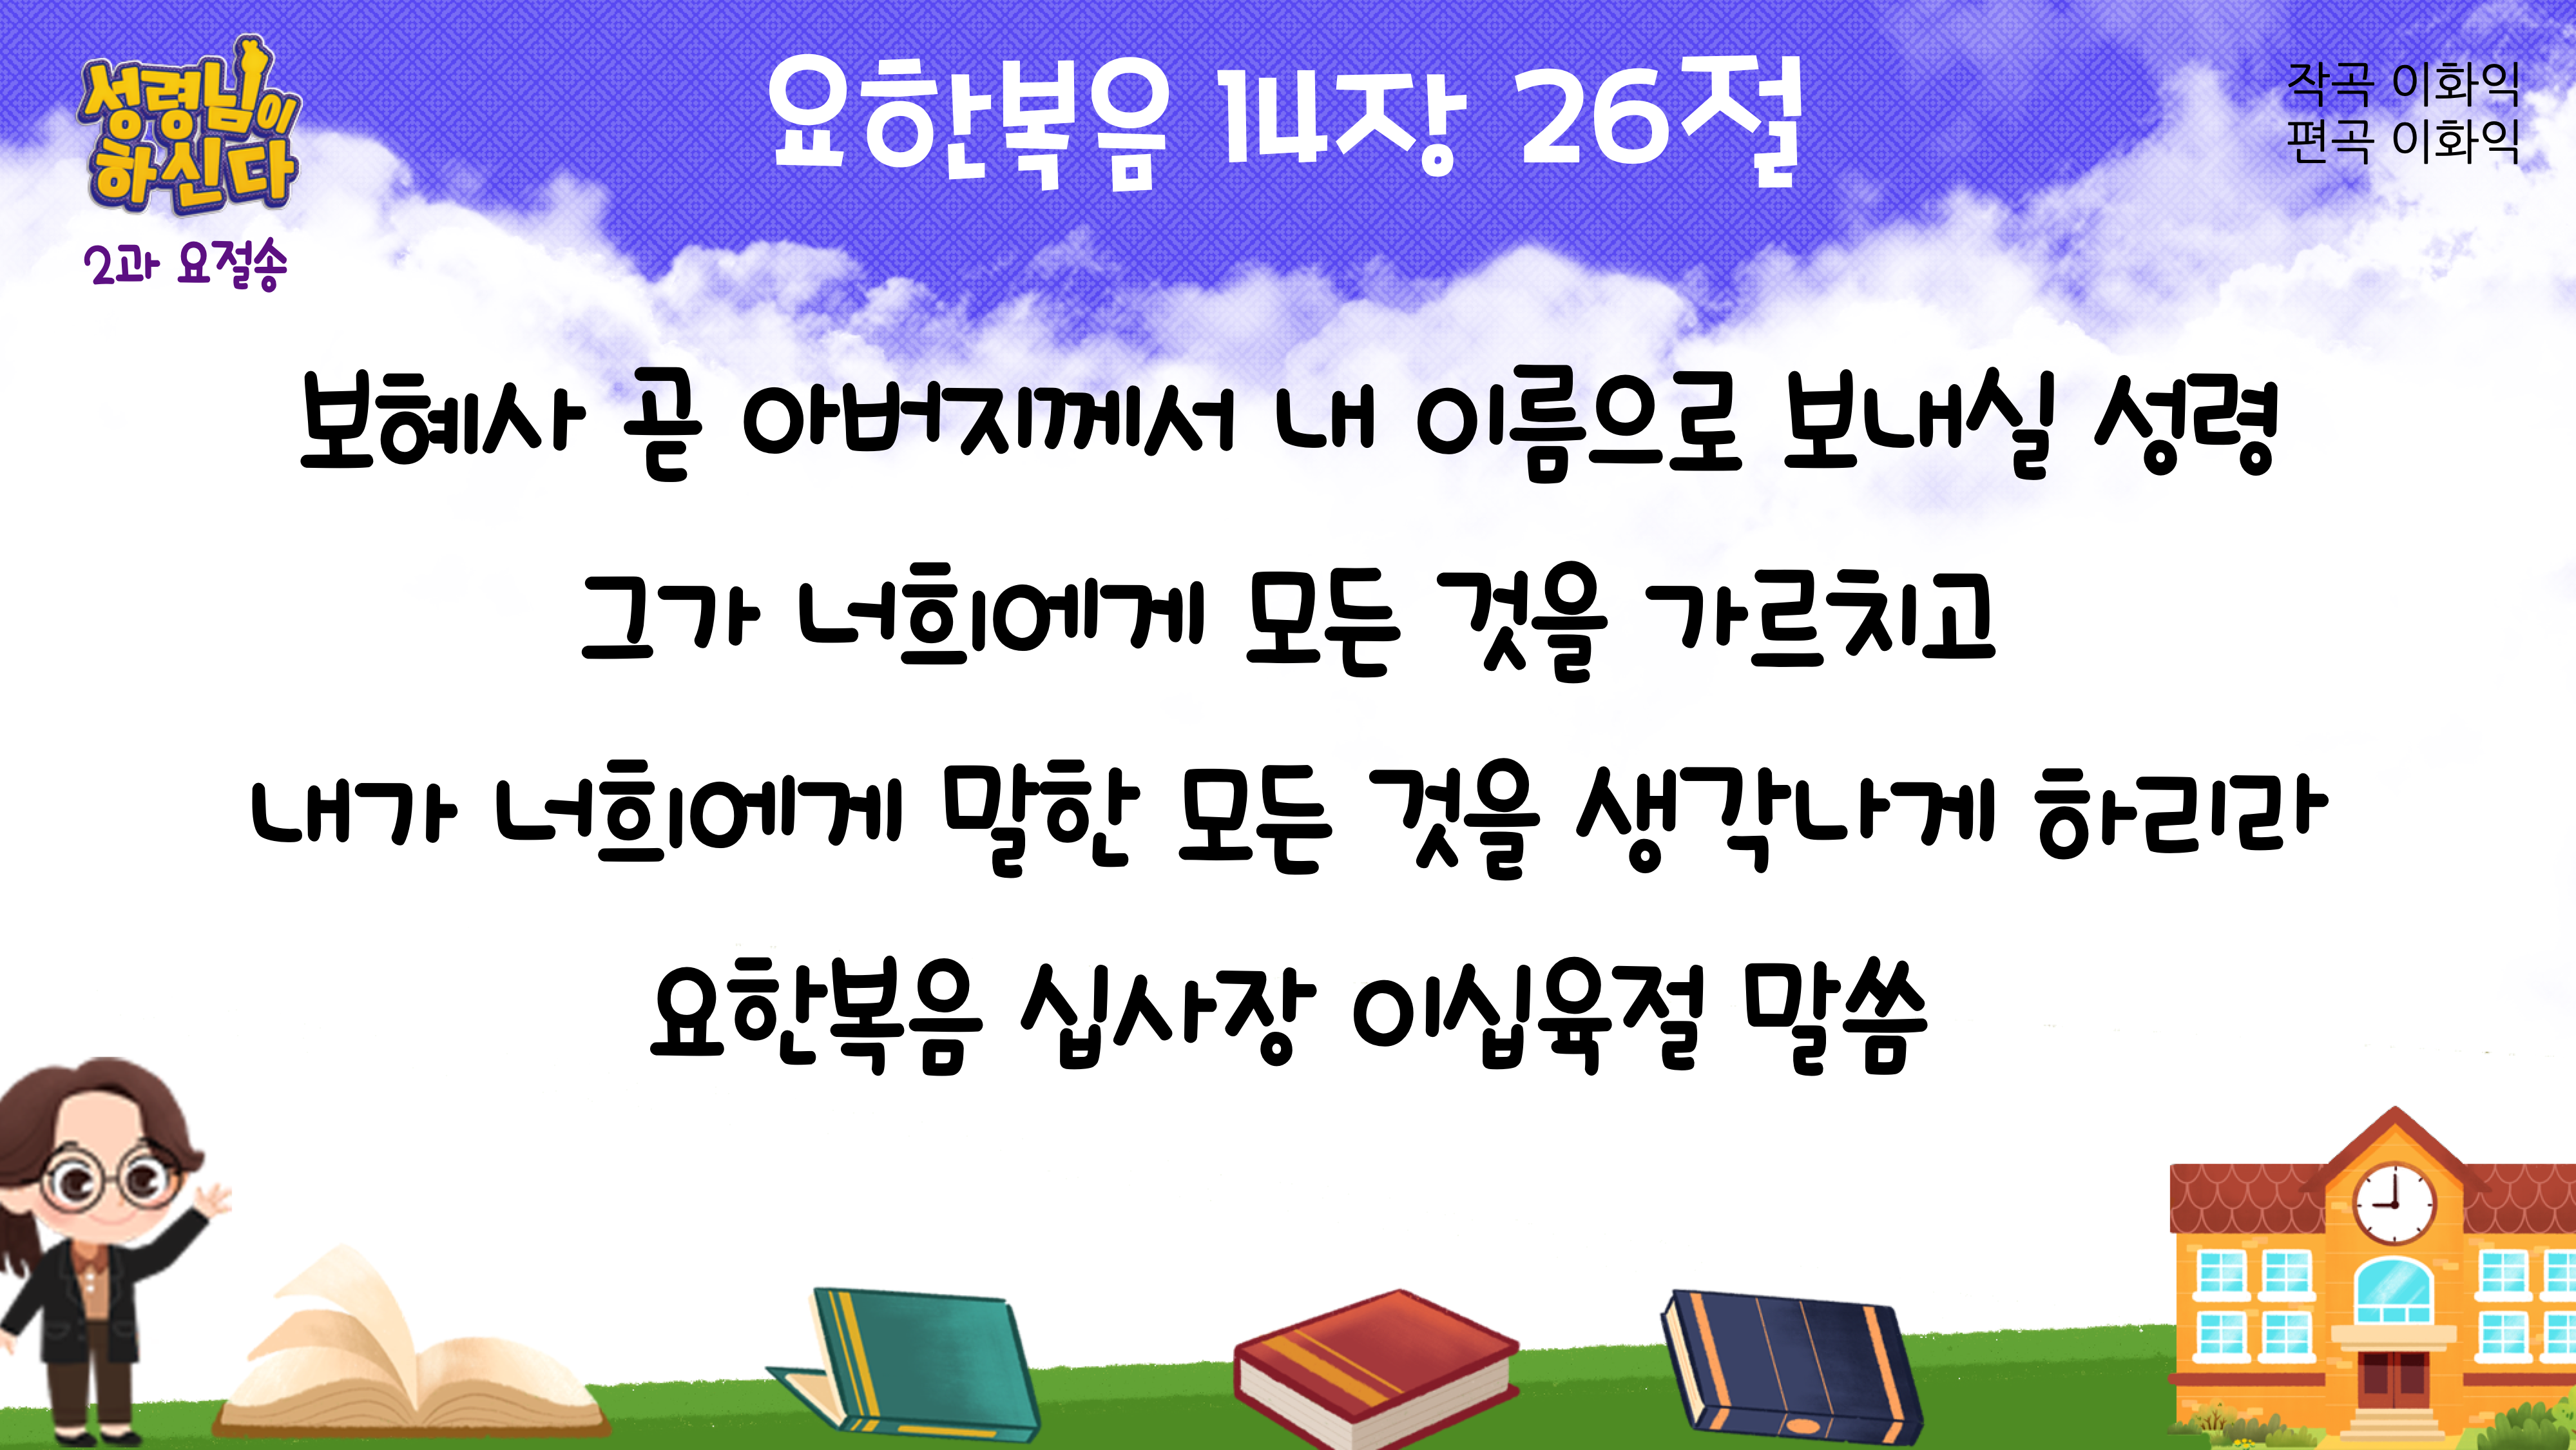 성령님이
하신다
2과 요절송
요한복음 14장 26절
작곡 이화익
편곡 이화익
보혜사 곧 아버지께서 내 이름으로 보내실 성령
그가 너희에게 모든 것을 가르치고
내가 너희에게 말한 모든 것을 생각나게 하리라
요한복음 십사장 이십육절 말씀